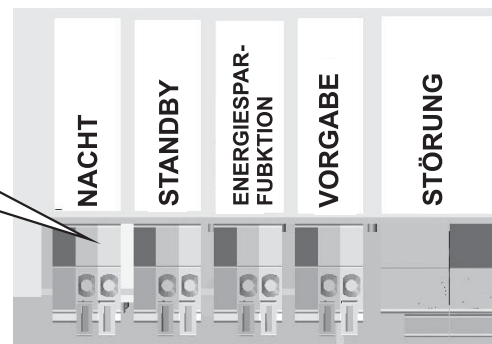 NACHT
STANDBY
ENERGIESPAR-
FUBKTION
VORGABE
STÖRUNG